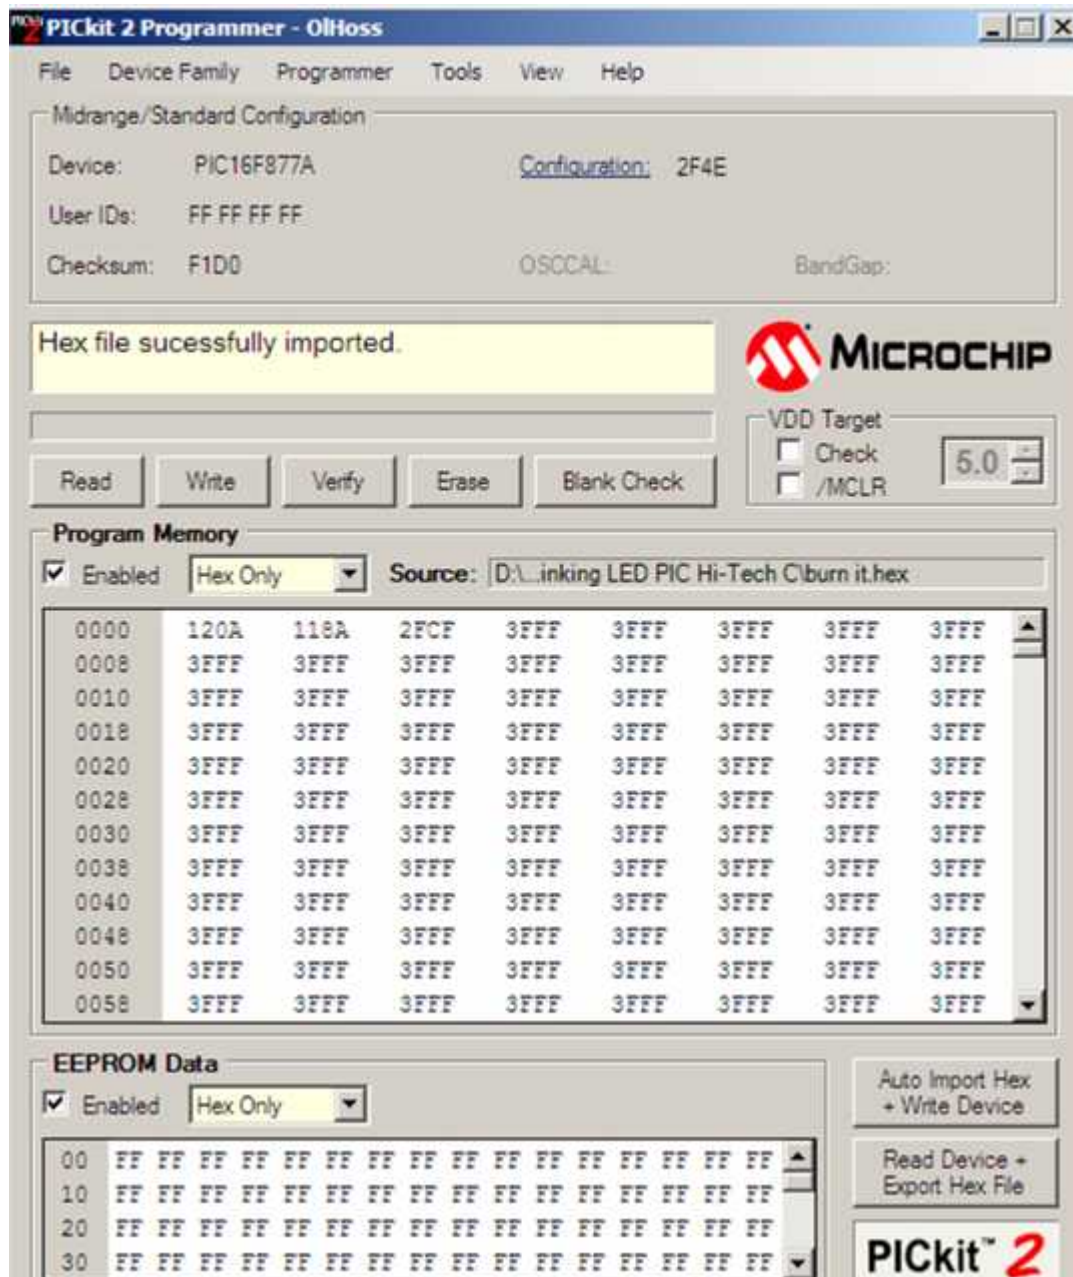 PICkit 2 Programmer - OlHoss
File Device Family Programmer Tools View Help
Midrange/Standard Configuration
Device: PIC16F877A Configuration: 2F4E
User IDs: FF FF FF FF
Checksum: F1D0 OSCCAL: BandGap:
Hex file sucessfully imported.
MICROCHIP
VDD Target
Check
/MCLR
5.0
Read Write Verify Erase Blank Check
Program Memory
Enabled Hex Only Source: D:\...inking LED PIC Hi-Tech C\burn it.hex
0000 120A 118A 2FCF 3FFF 3FFF 3FFF 3FFF 3FFF
0008 3FFF 3FFF 3FFF 3FFF 3FFF 3FFF 3FFF 3FFF
0010 3FFF 3FFF 3FFF 3FFF 3FFF 3FFF 3FFF 3FFF
0018 3FFF 3FFF 3FFF 3FFF 3FFF 3FFF 3FFF 3FFF
0020 3FFF 3FFF 3FFF 3FFF 3FFF 3FFF 3FFF 3FFF
0028 3FFF 3FFF 3FFF 3FFF 3FFF 3FFF 3FFF 3FFF
0030 3FFF 3FFF 3FFF 3FFF 3FFF 3FFF 3FFF 3FFF
0038 3FFF 3FFF 3FFF 3FFF 3FFF 3FFF 3FFF 3FFF
0040 3FFF 3FFF 3FFF 3FFF 3FFF 3FFF 3FFF 3FFF
0048 3FFF 3FFF 3FFF 3FFF 3FFF 3FFF 3FFF 3FFF
0050 3FFF 3FFF 3FFF 3FFF 3FFF 3FFF 3FFF 3FFF
0058 3FFF 3FFF 3FFF 3FFF 3FFF 3FFF 3FFF 3FFF
EEPROM Data
Enabled Hex Only
00 FF FF FF FF FF FF FF FF FF FF FF FF FF FF FF FF
10 FF FF FF FF FF FF FF FF FF FF FF FF FF FF FF FF
20 FF FF FF FF FF FF FF FF FF FF FF FF FF FF FF FF
30 FF FF FF FF FF FF FF FF FF FF FF FF FF FF FF FF
Auto Import Hex
+ Write Device
Read Device +
Export Hex File
PICkit™ 2